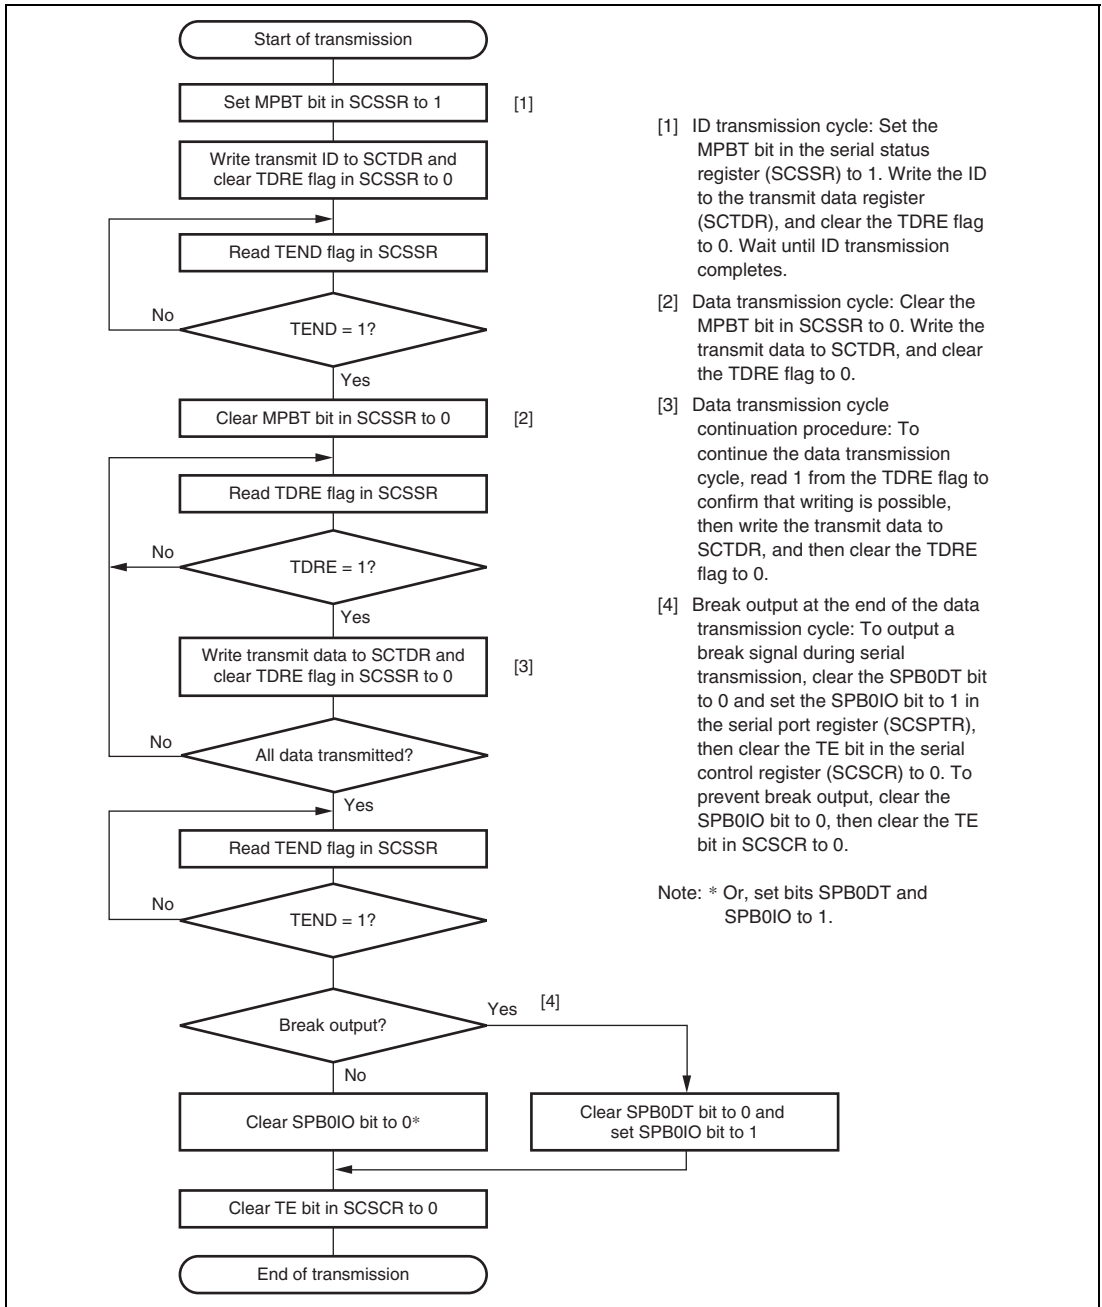 Start of transmission
Set MPBT bit in SCSSR to 1
[1]
Write transmit ID to SCTDR and
clear TDRE flag in SCSSR to 0
Read TEND flag in SCSSR
No
TEND = 1?
Yes
Clear MPBT bit in SCSSR to 0
[2]
Read TDRE flag in SCSSR
No
TDRE = 1?
Yes
Write transmit data to SCTDR and
clear TDRE flag in SCSSR to 0
[3]
No
All data transmitted?
Yes
Read TEND flag in SCSSR
No
TEND = 1?
Break output?
Yes
[4]
No
Clear SPB0IO bit to 0*
Clear SPB0DT bit to 0 and
set SPB0IO bit to 1
Clear TE bit in SCSCR to 0
End of transmission
[1] ID transmission cycle: Set the
MPBT bit in the serial status
register (SCSSR) to 1. Write the ID
to the transmit data register
(SCTDR), and clear the TDRE flag
to 0. Wait until ID transmission
completes.
[2] Data transmission cycle: Clear the
MPBT bit in SCSSR to 0. Write the
transmit data to SCTDR, and clear
the TDRE flag to 0.
[3] Data transmission cycle
continuation procedure: To
continue the data transmission
cycle, read 1 from the TDRE flag to
confirm that writing is possible,
then write the transmit data to
SCTDR, and then clear the TDRE
flag to 0.
[4] Break output at the end of the data
transmission cycle: To output a
break signal during serial
transmission, clear the SPB0DT bit
to 0 and set the SPB0IO bit to 1 in
the serial port register (SCSPTR),
then clear the TE bit in the serial
control register (SCSCR) to 0. To
prevent break output, clear the
SPB0IO bit to 0, then clear the TE
bit in SCSCR to 0.
Note: * Or, set bits SPB0DT and
SPB0IO to 1.